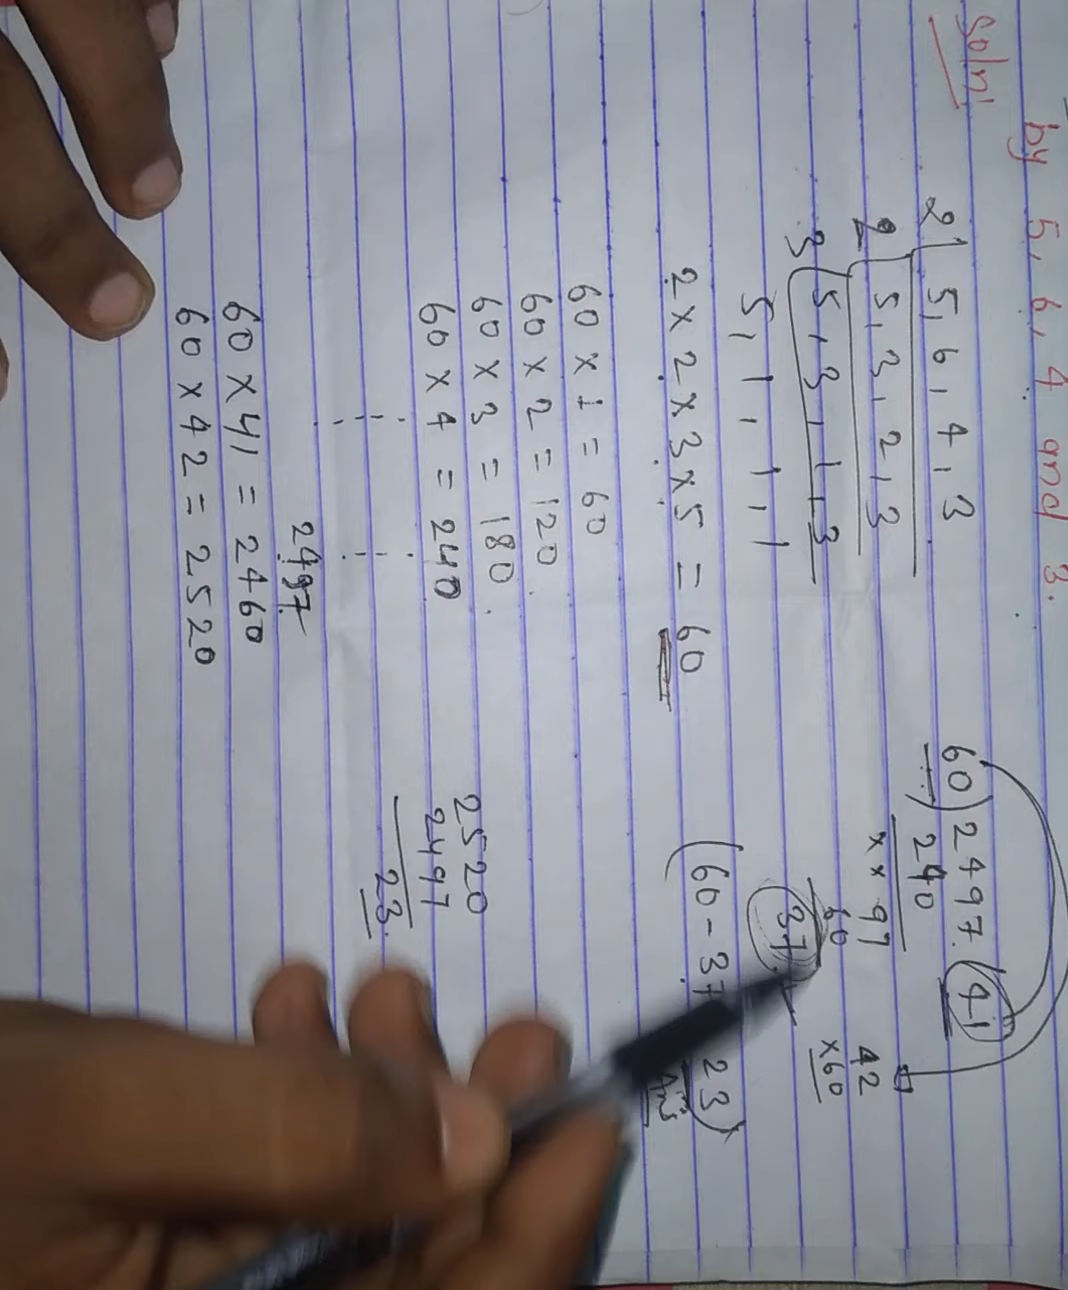 by 5, 6, 4 and 3.
Soln:
2 5, 6, 4, 3
2 5, 3, 2, 3
3 5, 3, 1, 3
5, 1, 1, 1
2 × 2 × 3 × 5 = 60
60 × 1 = 60
60 × 2 = 120
60 × 3 = 180
60 × 4 = 240
2497
60 × 41 = 2460
60 × 42 = 2520
60) 2497 (41
240
× × 97
60
37
42
×60
(60 - 37 23)
Ans
2520
2497
23